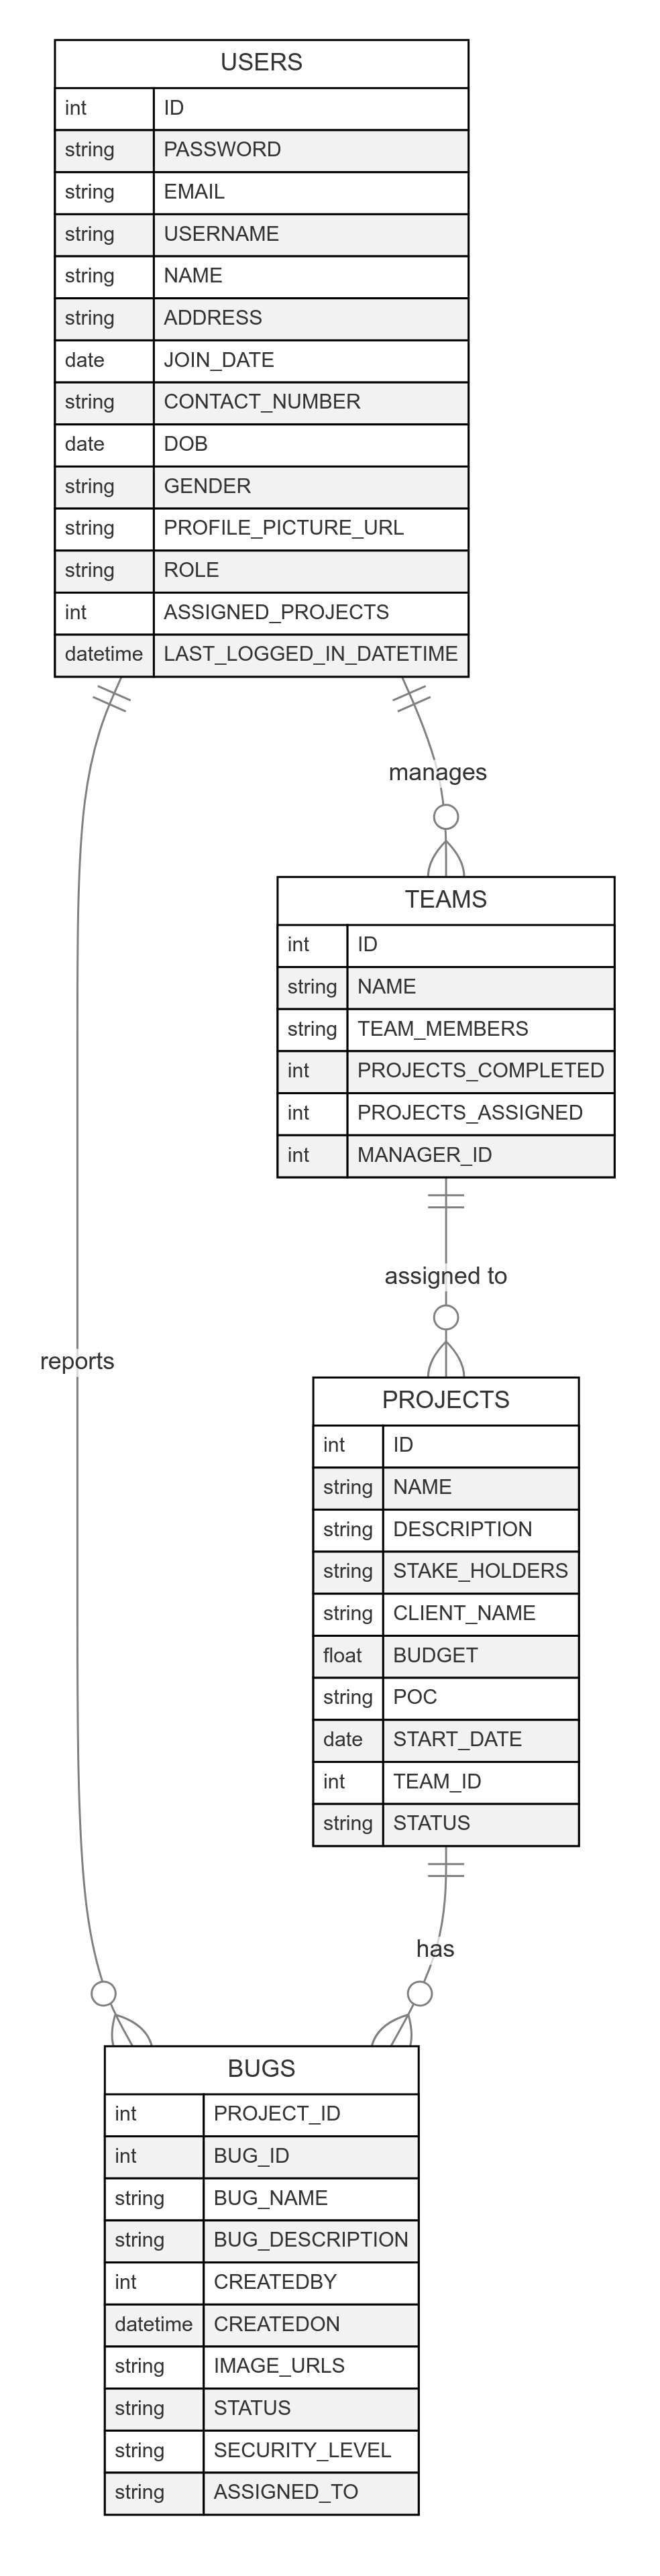 USERS
int ID
string PASSWORD
string EMAIL
string USERNAME
string NAME
string ADDRESS
date JOIN_DATE
string CONTACT_NUMBER
date DOB
string GENDER
string PROFILE_PICTURE_URL
string ROLE
int ASSIGNED_PROJECTS
datetime LAST_LOGGED_IN_DATETIME
manages
TEAMS
int ID
string NAME
string TEAM_MEMBERS
int PROJECTS_COMPLETED
int PROJECTS_ASSIGNED
int MANAGER_ID
assigned to
reports
PROJECTS
int ID
string NAME
string DESCRIPTION
string STAKE_HOLDERS
string CLIENT_NAME
float BUDGET
string POC
date START_DATE
int TEAM_ID
string STATUS
has
BUGS
int PROJECT_ID
int BUG_ID
string BUG_NAME
string BUG_DESCRIPTION
int CREATEDBY
datetime CREATEDON
string IMAGE_URLS
string STATUS
string SECURITY_LEVEL
string ASSIGNED_TO